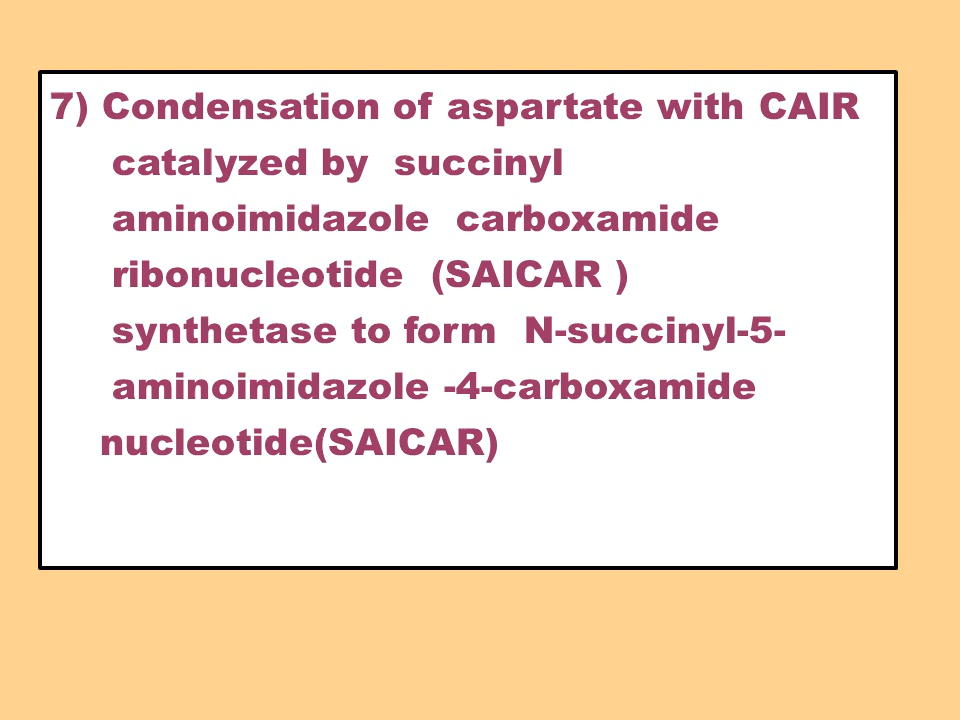 7) Condensation of aspartate with CAIR
catalyzed by succinyl
aminoimidazole carboxamide
ribonucleotide (SAICAR )
synthetase to form N-succinyl-5-
aminoimidazole -4-carboxamide
nucleotide(SAICAR)